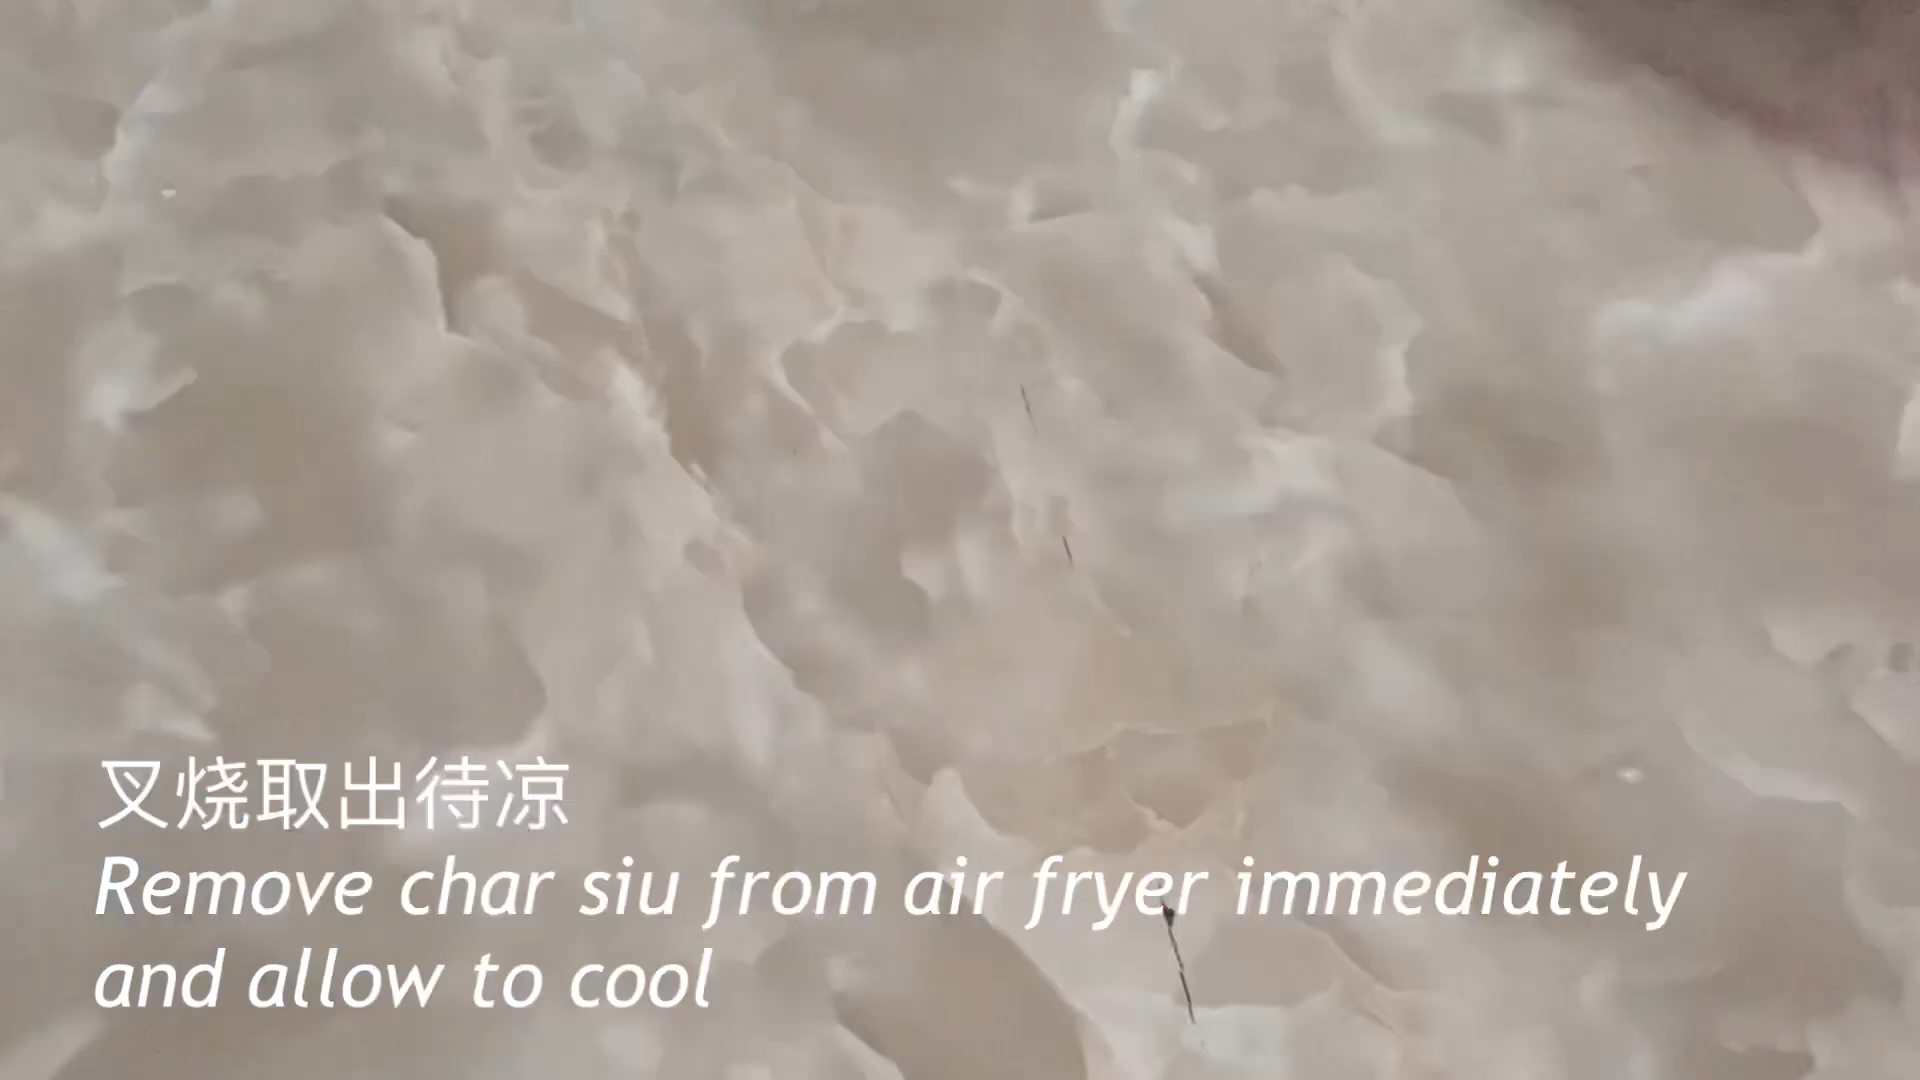 叉烧取出待凉
Remove char siu from air fryer immediately
and allow to cool